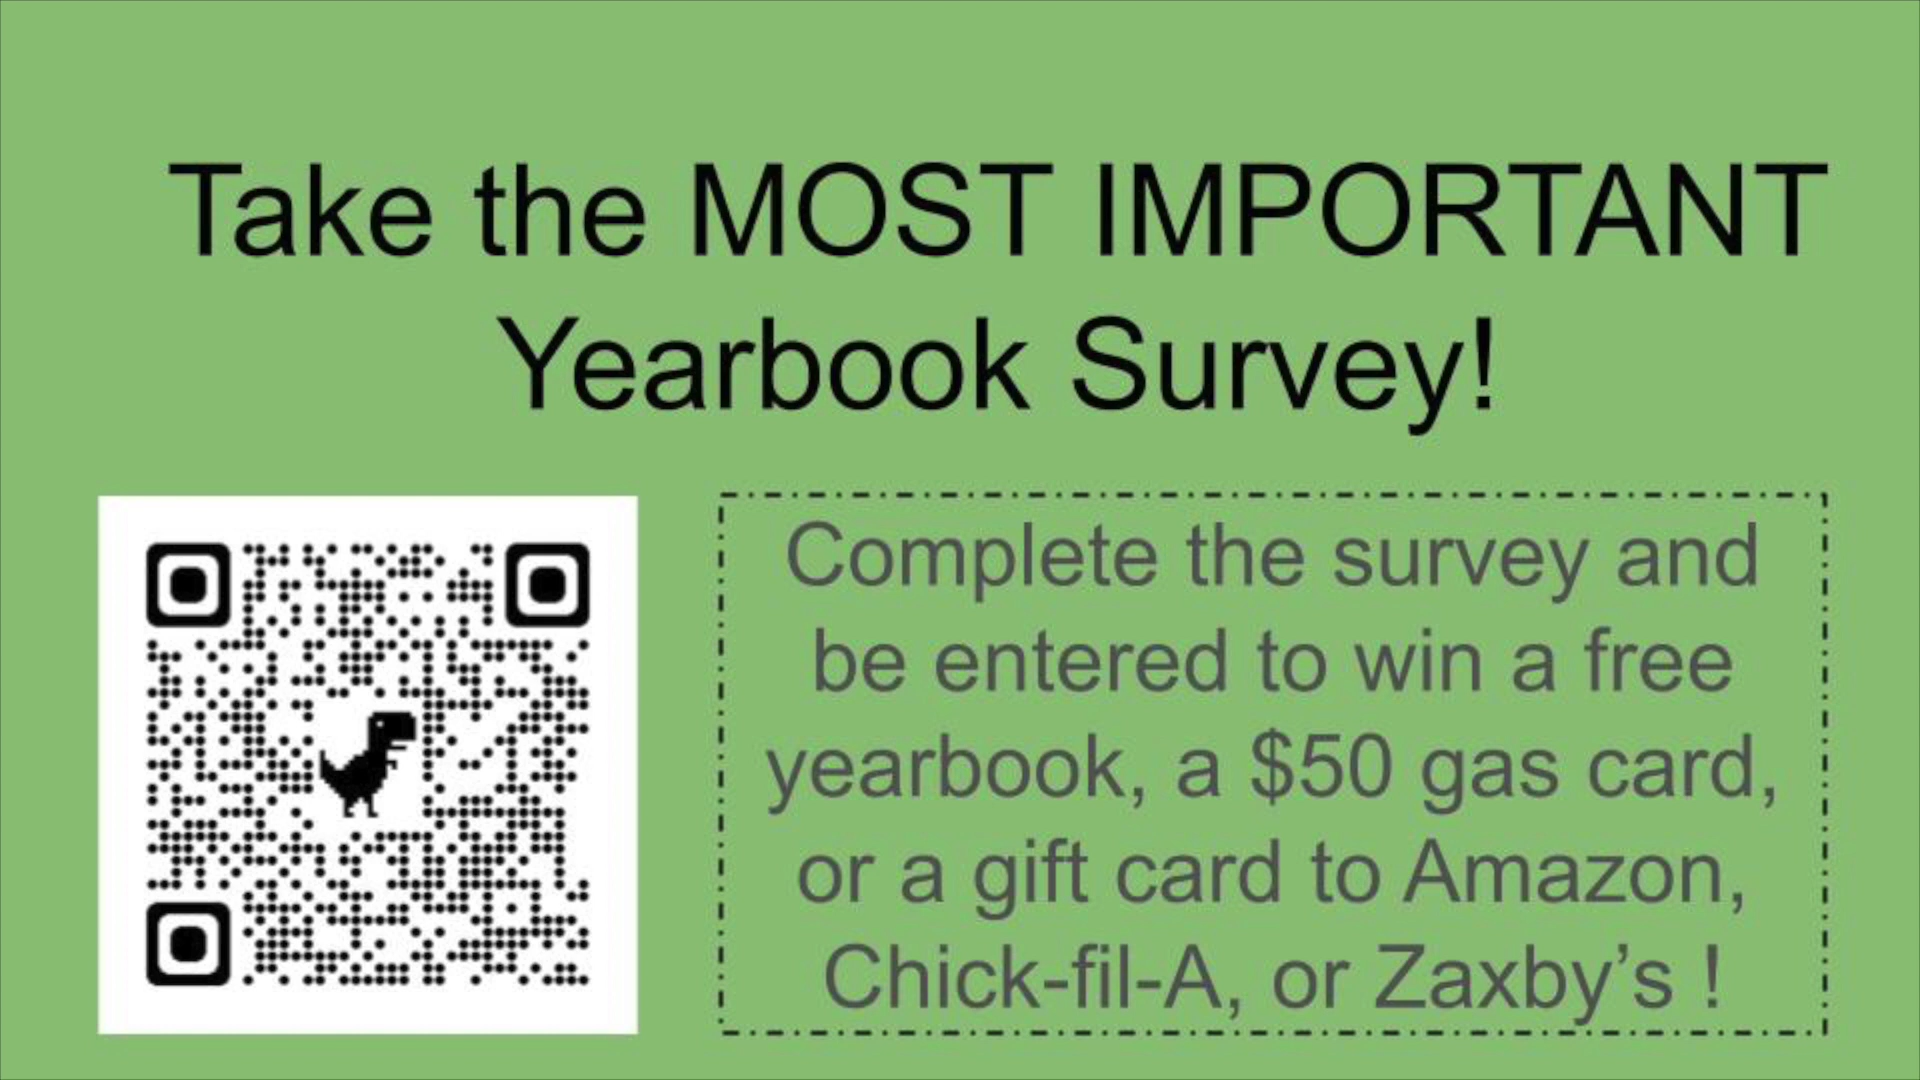 Take the MOST IMPORTANT
Yearbook Survey!
Complete the survey and
be entered to win a free
yearbook, a $50 gas card,
or a gift card to Amazon,
Chick-fil-A, or Zaxby’s !